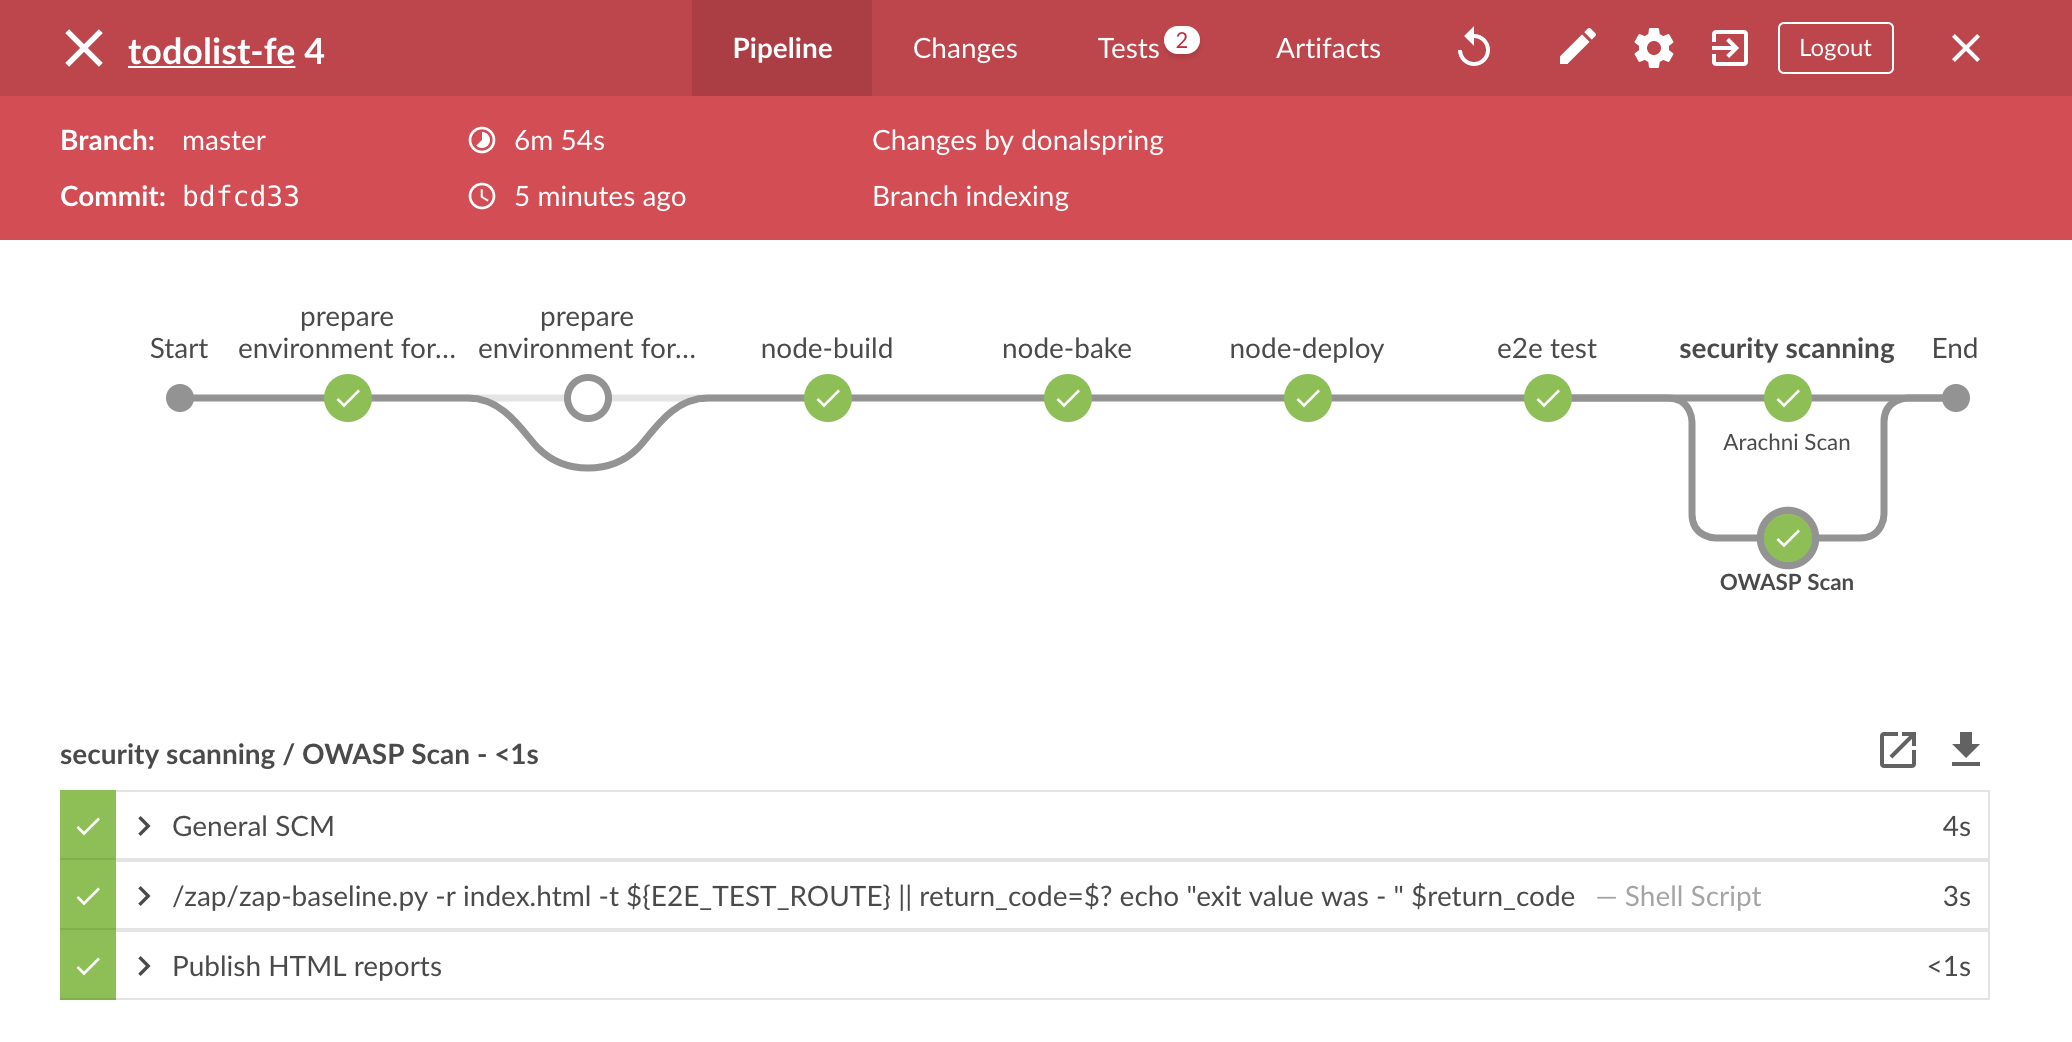 todolist-fe 4
Pipeline
Changes
Tests 2
Artifacts
Logout
Branch: master
6m 54s
Changes by donalspring
Commit: bdfcd33
5 minutes ago
Branch indexing
Start
prepare
environment for...
prepare
environment for...
node-build
node-bake
node-deploy
e2e test
security scanning
End
Arachni Scan
OWASP Scan
security scanning / OWASP Scan - <1s
General SCM 4s
/zap/zap-baseline.py -r index.html -t ${E2E_TEST_ROUTE} || return_code=$? echo "exit value was - " $return_code — Shell Script 3s
Publish HTML reports <1s